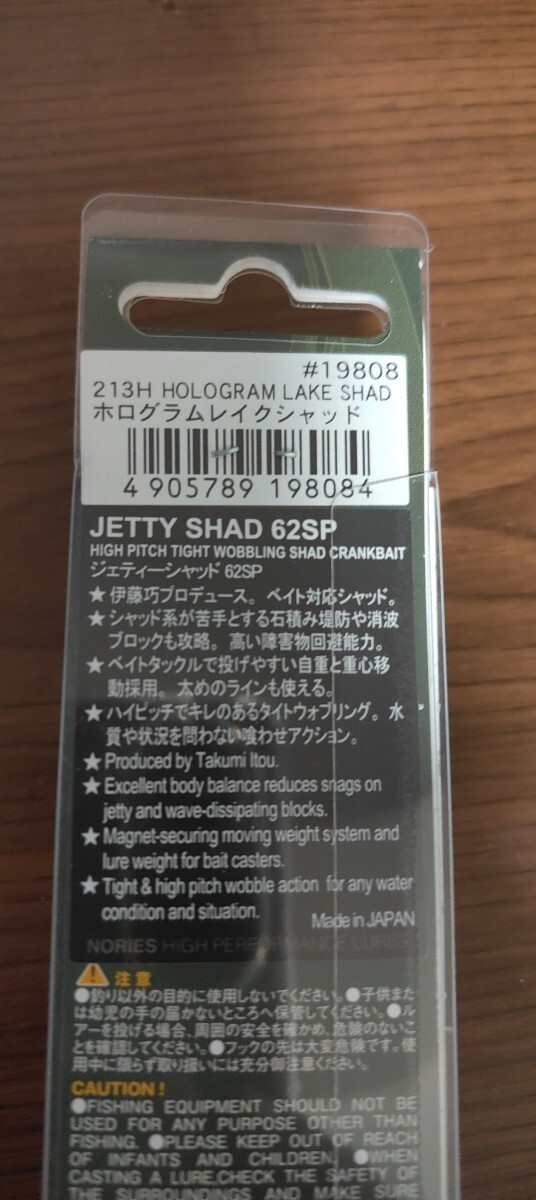 #19808
213H HOLOGRAM LAKE SHAD
ホログラムレイクシャッド
4 905789 198084
JETTY SHAD 62SP
HIGH PITCH TIGHT WOBBLING SHAD CRANKBAIT
ジェティーシャッド 62SP
★伊藤巧プロデュース。ベイト対応シャッド。
★シャッド系が苦手とする石積み堤防や消波
ブロックも攻略。高い障害物回避能力。
★ベイトタックルで投げやすい自重と重心移
動採用。太めのラインも使える。
★ハイピッチでキレのあるタイトウォブリング。水
質や状況を問わない喰わせアクション。
★Produced by Takumi Itou.
★Excellent body balance reduces snags on
jetty and wave-dissipating blocks.
★Magnet-securing moving weight system and
lure weight for bait casters.
★Tight & high pitch wobble action for any water
condition and situation.
Made in JAPAN
NORIES HIGH PERFORMANCE LURES
注意
●釣り以外の目的に使用しないでください。●子供また
は幼児の手の届かないところへ保管してください。●ル
アーを投げる場合、周囲の安全を確かめ、危険のないこ
とを確認してください。●フックの先は大変危険です。使
用中に限らず取り扱いには充分御注意ください。
CAUTION!
●FISHING EQUIPMENT SHOULD NOT BE
USED FOR ANY PURPOSE OTHER THAN
FISHING. ●PLEASE KEEP OUT OF REACH
OF INFANTS AND CHILDREN. ●WHEN
CASTING A LURE.CHECK THE SAFETY OF
THE SURROUNDINGS AND MAKE SURE